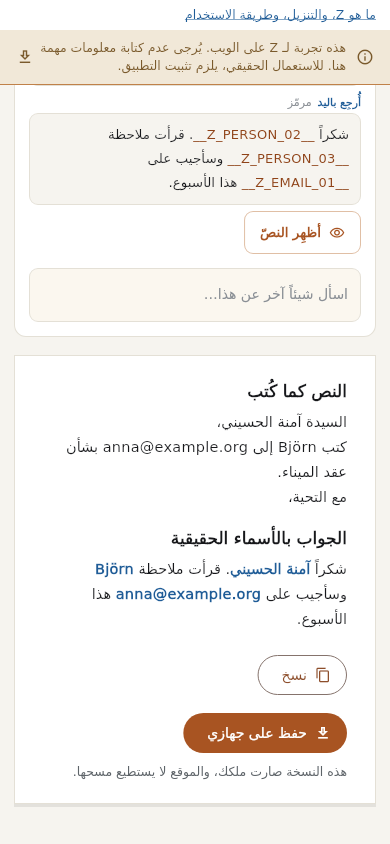 ما هو Z، والتنزيل، وطريقة الاستخدام
هذه تجربة لـ Z على الويب. يُرجى عدم كتابة معلومات مهمة
هنا. للاستعمال الحقيقي، يلزم تثبيت التطبيق.
أُرجِع باليد مرمّز
شكراً __Z_PERSON_02__. قرأت ملاحظة
__Z_PERSON_03__ وسأجيب على
__Z_EMAIL_01__ هذا الأسبوع.
أظهِر النصّ
اسأل شيئاً آخر عن هذا...
النص كما كُتب
السيدة آمنة الحسيني،
كتب Björn إلى anna@example.org بشأن
عقد الميناء.
مع التحية،
الجواب بالأسماء الحقيقية
شكراً آمنة الحسيني. قرأت ملاحظة Björn
وسأجيب على anna@example.org هذا
الأسبوع.
نسخ
حفظ على جهازي
هذه النسخة صارت ملكك، والموقع لا يستطيع مسحها.